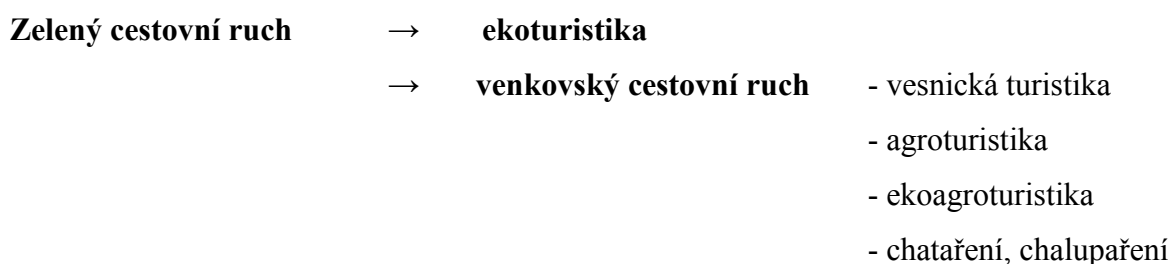 Zelený cestovní ruch → ekoturistika
→ venkovský cestovní ruch - vesnická turistika
- agroturistika
- ekoagroturistika
- chataření, chalupaření